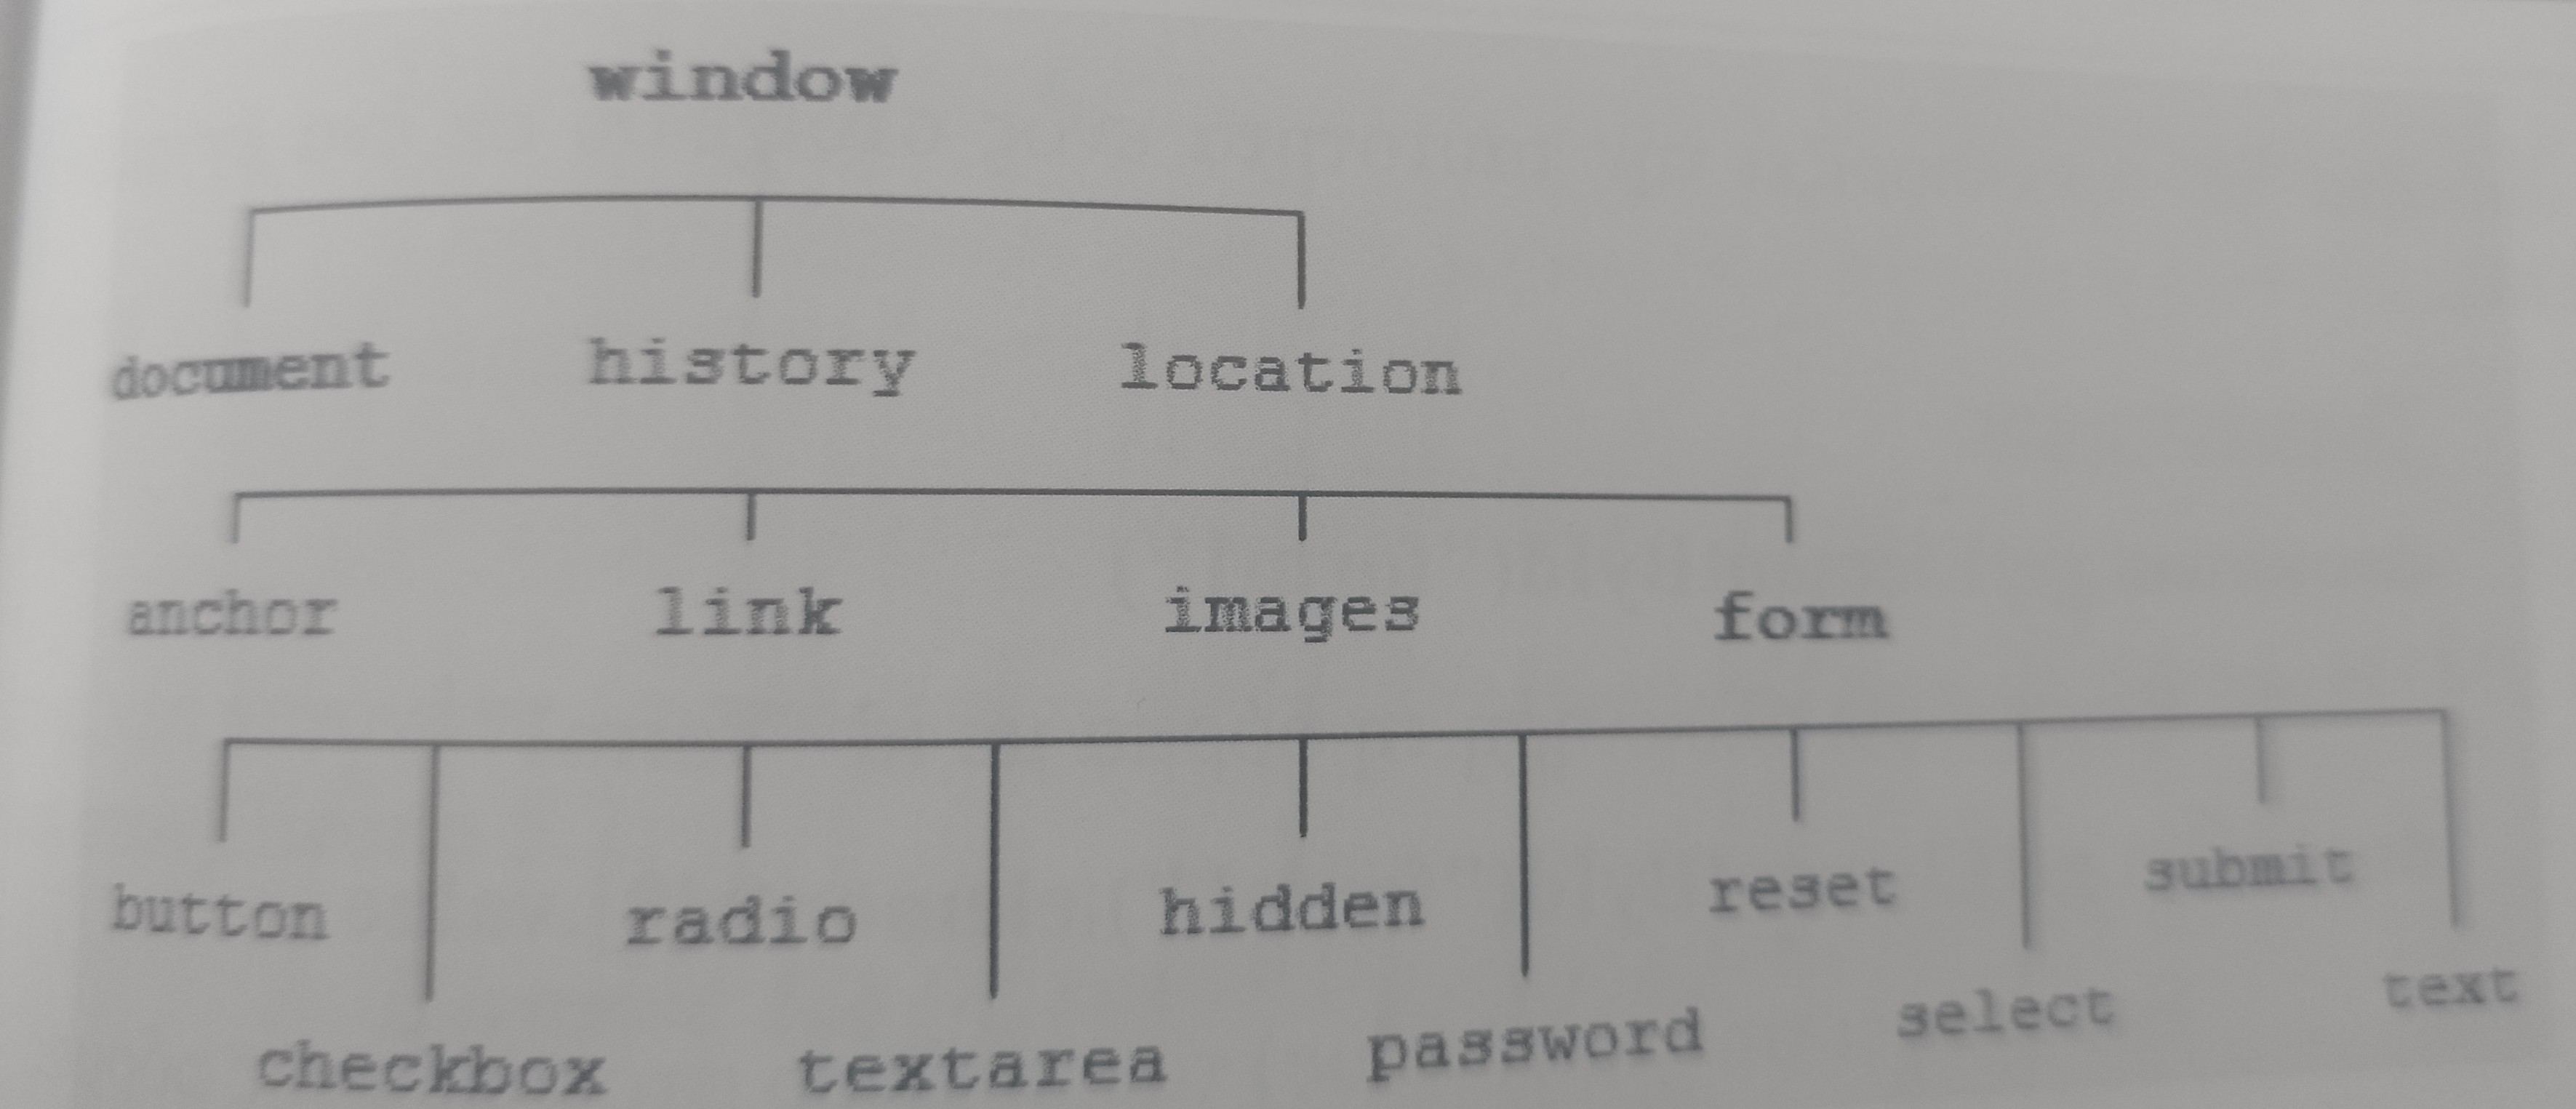 window
document history location
anchor link images form
button radio hidden reset submit
checkbox textarea password select text